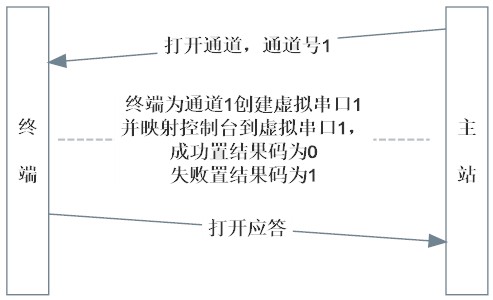 打开通道，通道号1
终端为通道1创建虚拟串口1
并映射控制台到虚拟串口1，
成功置结果码为0
失败置结果码为1
终
端
主
站
打开应答